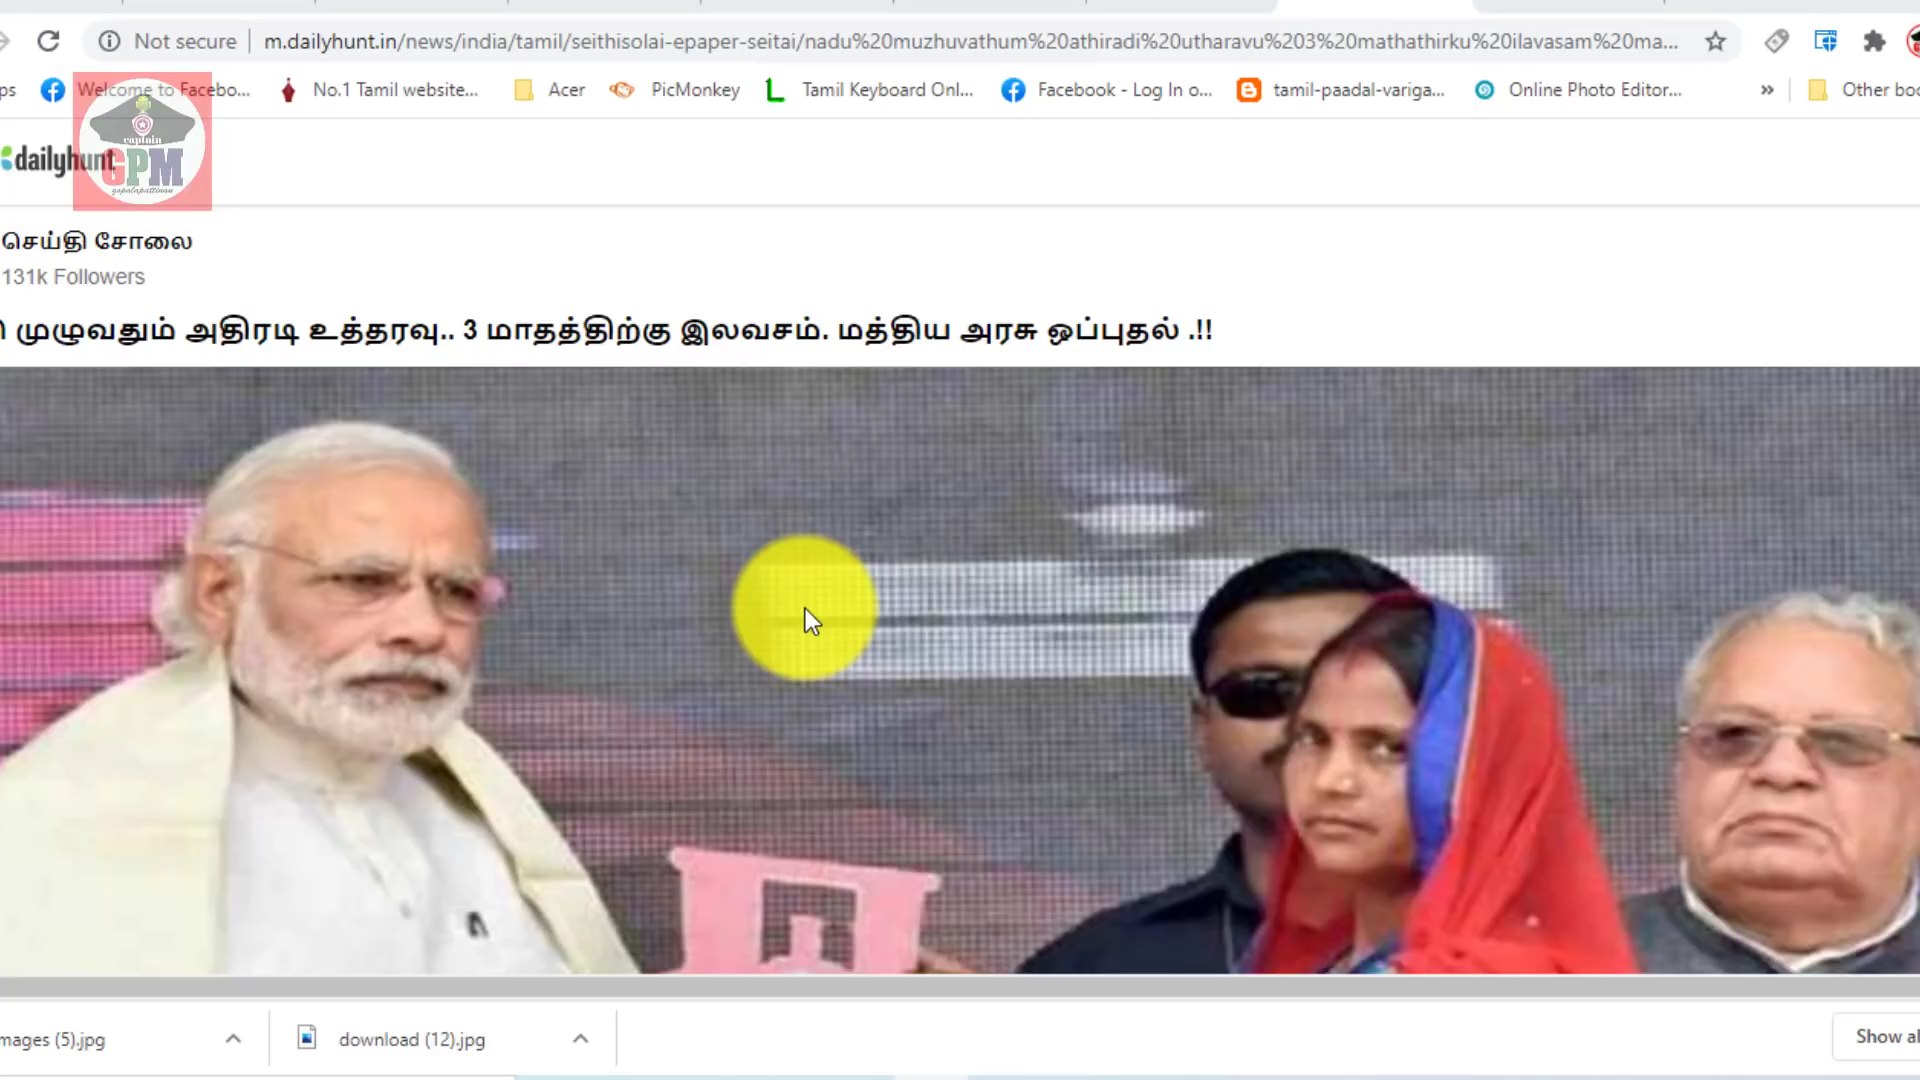 Not secure
m.dailyhunt.in/news/india/tamil/seithisolai-epaper-seitai/nadu%20muzhuvathum%20athiradi%20utharavu%203%20mathathirku%20ilavasam%20ma...
ps Welcome to Facebo... No.1 Tamil website... Acer PicMonkey Tamil Keyboard Onl... Facebook - Log In o... tamil-paadal-variga... Online Photo Editor... » Other boo
dailyhunt
captain
GPM
gopalapattinam
செய்தி சோலை
131k Followers
முழுவதும் அதிரடி உத்தரவு.. 3 மாதத்திற்கு இலவசம். மத்திய அரசு ஒப்புதல் .!!
mages (5).jpg download (12).jpg Show al